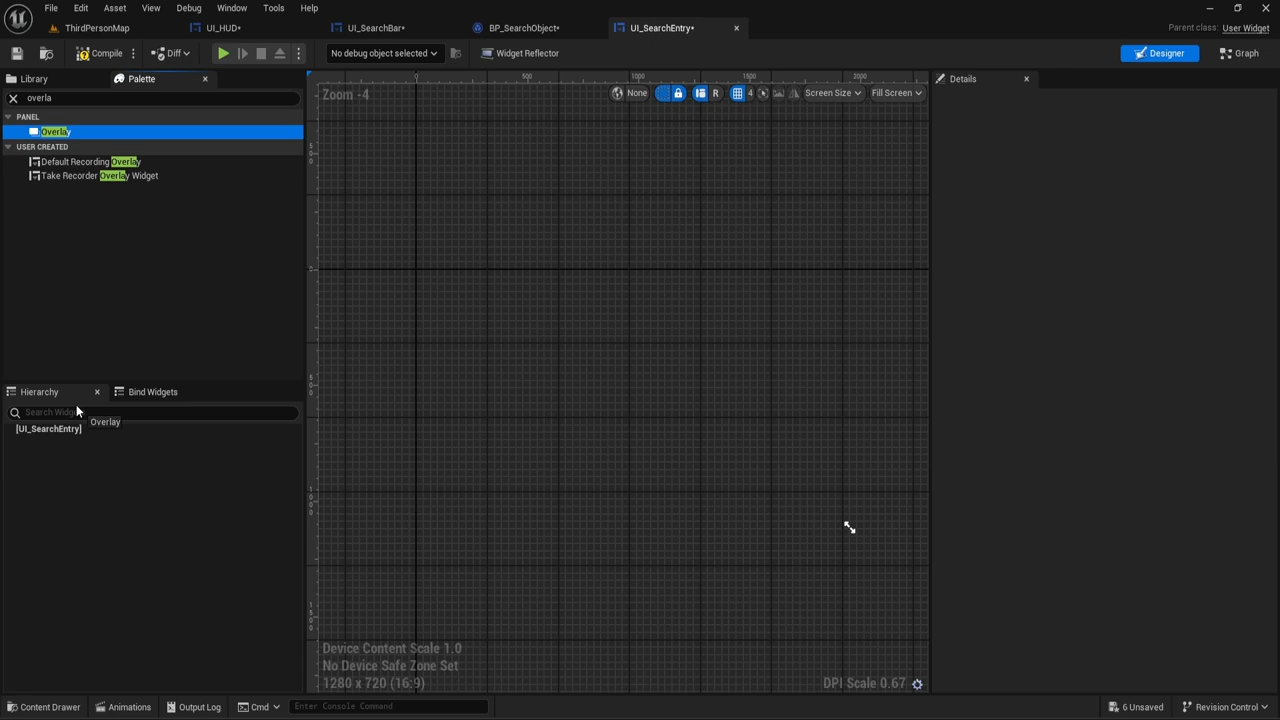 File Edit Asset View Debug Window Tools Help
ThirdPersonMap UI_HUD* UI_SearchBar* BP_SearchObject* UI_SearchEntry* Parent class: User Widget
Compile Diff No debug object selected Widget Reflector Designer Graph
Library Palette Details
overla
Zoom -4 None R 4 Screen Size Fill Screen
0 500 1000 1500 2000
PANEL
Overlay
USER CREATED
Default Recording Overlay
Take Recorder Overlay Widget
Hierarchy Bind Widgets
Search Widg
Overlay
[UI_SearchEntry]
Device Content Scale 1.0
No Device Safe Zone Set
1280 x 720 (16:9) DPI Scale 0.67
Content Drawer Animations Output Log Cmd Enter Console Command 6 Unsaved Revision Control